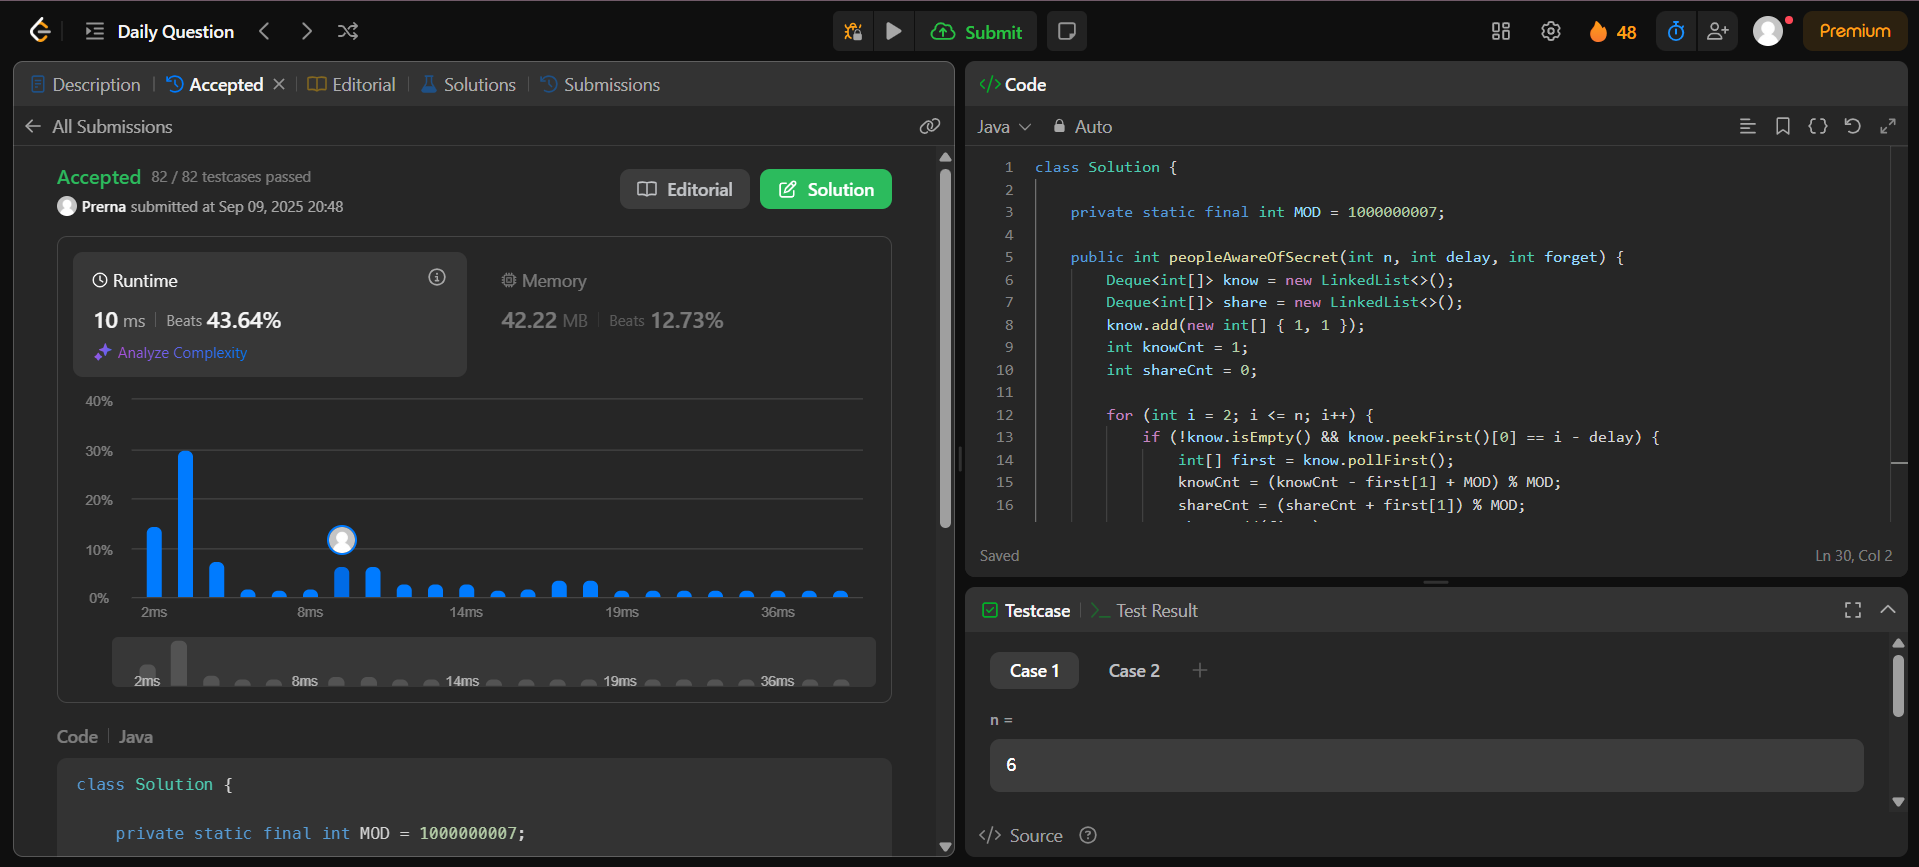 Daily Question
Submit
48
Premium
Description
Accepted
Editorial
Solutions
Submissions
All Submissions
Accepted 82 / 82 testcases passed
Prerna submitted at Sep 09, 2025 20:48
Editorial
Solution
Runtime
10 ms Beats 43.64%
Analyze Complexity
Memory
42.22 MB Beats 12.73%
40%
30%
20%
10%
0%
2ms 8ms 14ms 19ms 36ms
2ms 8ms 14ms 19ms 36ms
Code Java
class Solution {
private static final int MOD = 1000000007;
</> Code
Java Auto
1 class Solution {
2
3 private static final int MOD = 1000000007;
4
5 public int peopleAwareOfSecret(int n, int delay, int forget) {
6 Deque<int[]> know = new LinkedList<>();
7 Deque<int[]> share = new LinkedList<>();
8 know.add(new int[] { 1, 1 });
9 int knowCnt = 1;
10 int shareCnt = 0;
11
12 for (int i = 2; i <= n; i++) {
13 if (!know.isEmpty() && know.peekFirst()[0] == i - delay) {
14 int[] first = know.pollFirst();
15 knowCnt = (knowCnt - first[1] + MOD) % MOD;
16 shareCnt = (shareCnt + first[1]) % MOD;
Saved
Ln 30, Col 2
Testcase
>_ Test Result
Case 1
Case 2
+
n =
6
</> Source